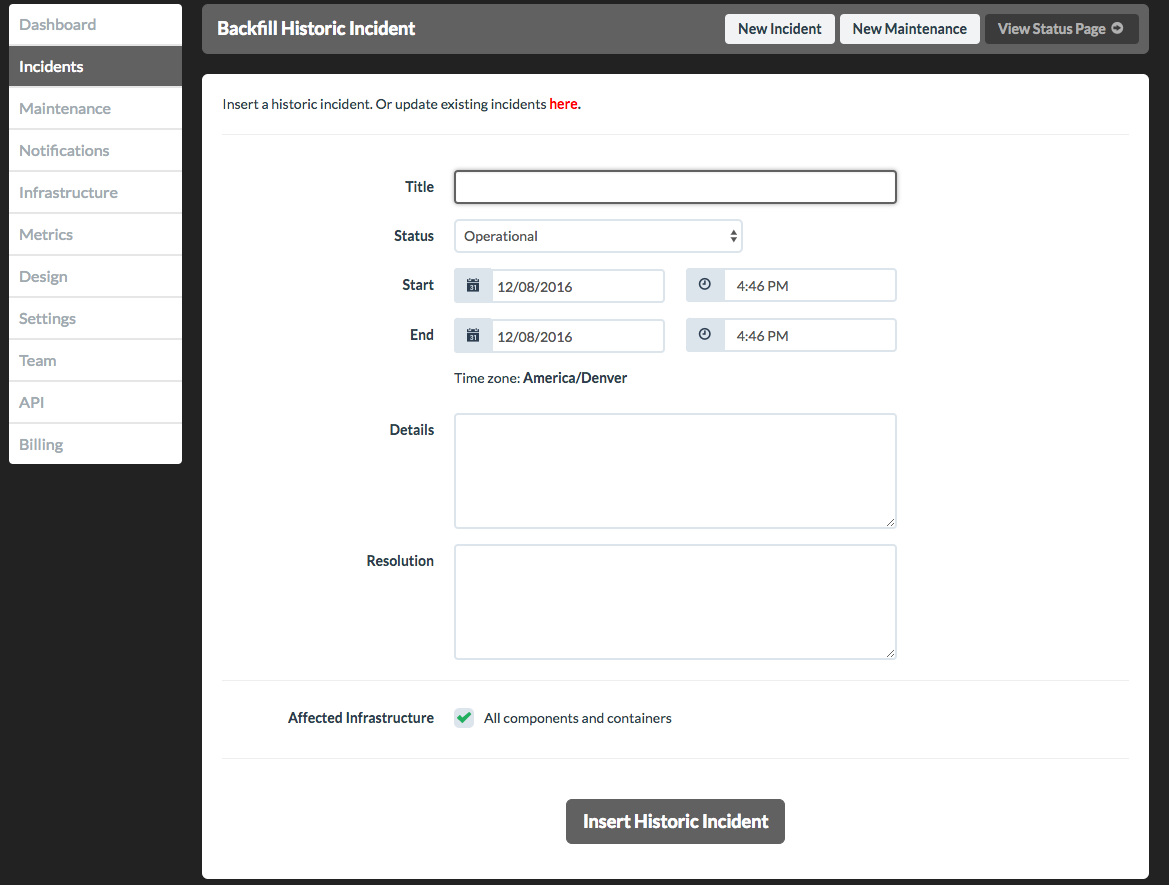 Dashboard
Incidents
Maintenance
Notifications
Infrastructure
Metrics
Design
Settings
Team
API
Billing
Backfill Historic Incident
New Incident
New Maintenance
View Status Page
Insert a historic incident. Or update existing incidents here.
Title
Status
Operational
Start
31
12/08/2016
4:46 PM
End
31
12/08/2016
4:46 PM
Time zone: America/Denver
Details
Resolution
Affected Infrastructure
All components and containers
Insert Historic Incident